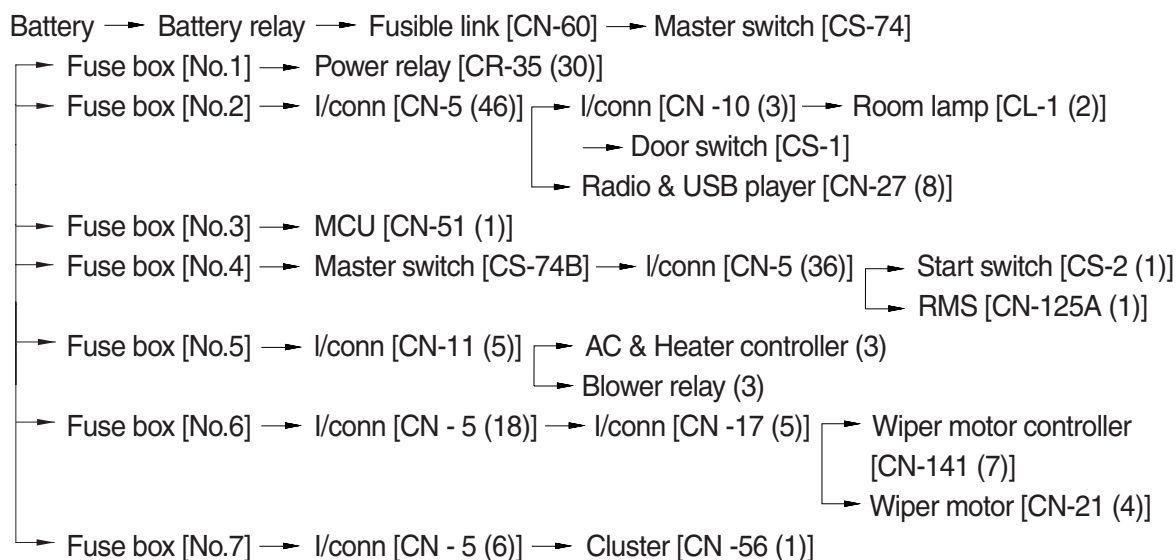 Battery → Battery relay → Fusible link [CN-60] → Master switch [CS-74]
Fuse box [No.1] → Power relay [CR-35 (30)]
Fuse box [No.2] → I/conn [CN-5 (46)] → I/conn [CN -10 (3)] → Room lamp [CL-1 (2)]
→ Door switch [CS-1]
→ Radio & USB player [CN-27 (8)]
Fuse box [No.3] → MCU [CN-51 (1)]
Fuse box [No.4] → Master switch [CS-74B] → I/conn [CN-5 (36)] → Start switch [CS-2 (1)]
→ RMS [CN-125A (1)]
Fuse box [No.5] → I/conn [CN-11 (5)] → AC & Heater controller (3)
→ Blower relay (3)
Fuse box [No.6] → I/conn [CN - 5 (18)] → I/conn [CN -17 (5)] → Wiper motor controller
[CN-141 (7)]
→ Wiper motor [CN-21 (4)]
Fuse box [No.7] → I/conn [CN - 5 (6)] → Cluster [CN -56 (1)]